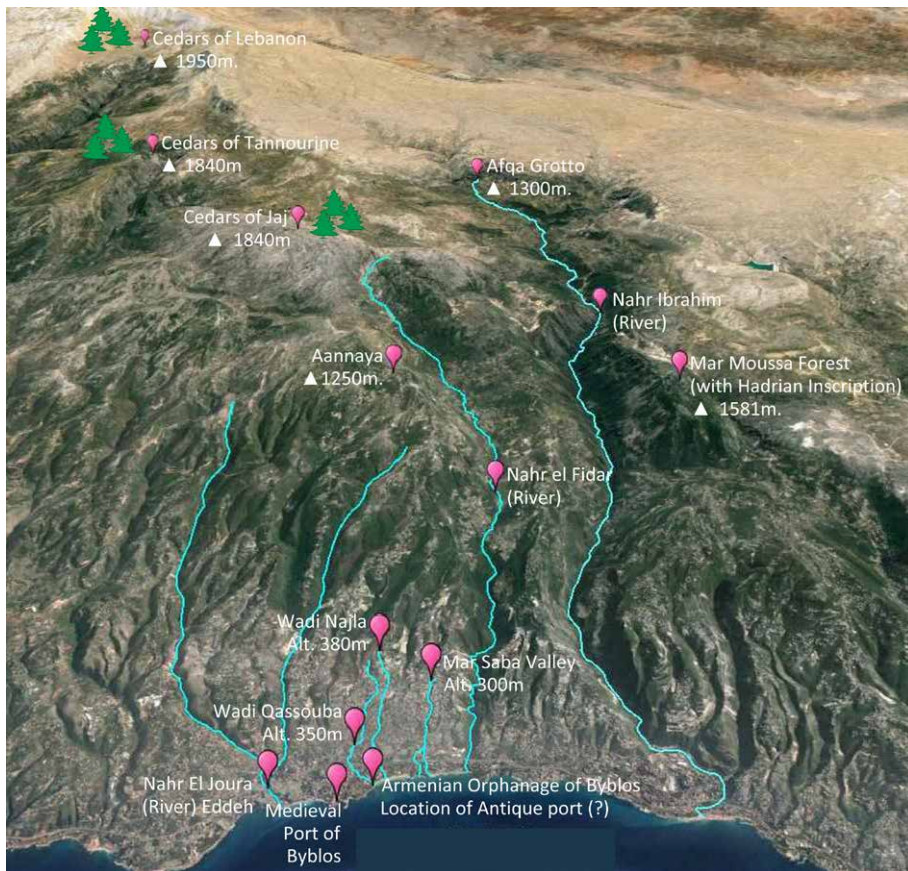 Cedars of Lebanon
▲ 1950m.
Cedars of Tannourine
▲ 1840m
Afqa Grotto
▲ 1300m.
Cedars of Jaj
▲ 1840m
Nahr Ibrahim
(River)
Aannaya
▲1250m.
Mar Moussa Forest
(with Hadrian Inscription)
▲ 1581m.
Nahr el Fidar
(River)
Wadi Najla
Alt. 380m
Mar Saba Valley
Alt. 300m
Wadi Qassouba
Alt. 350m
Nahr El Joura
(River) Eddeh
Medieval
Port of
Byblos
Armenian Orphanage of Byblos
Location of Antique port (?)